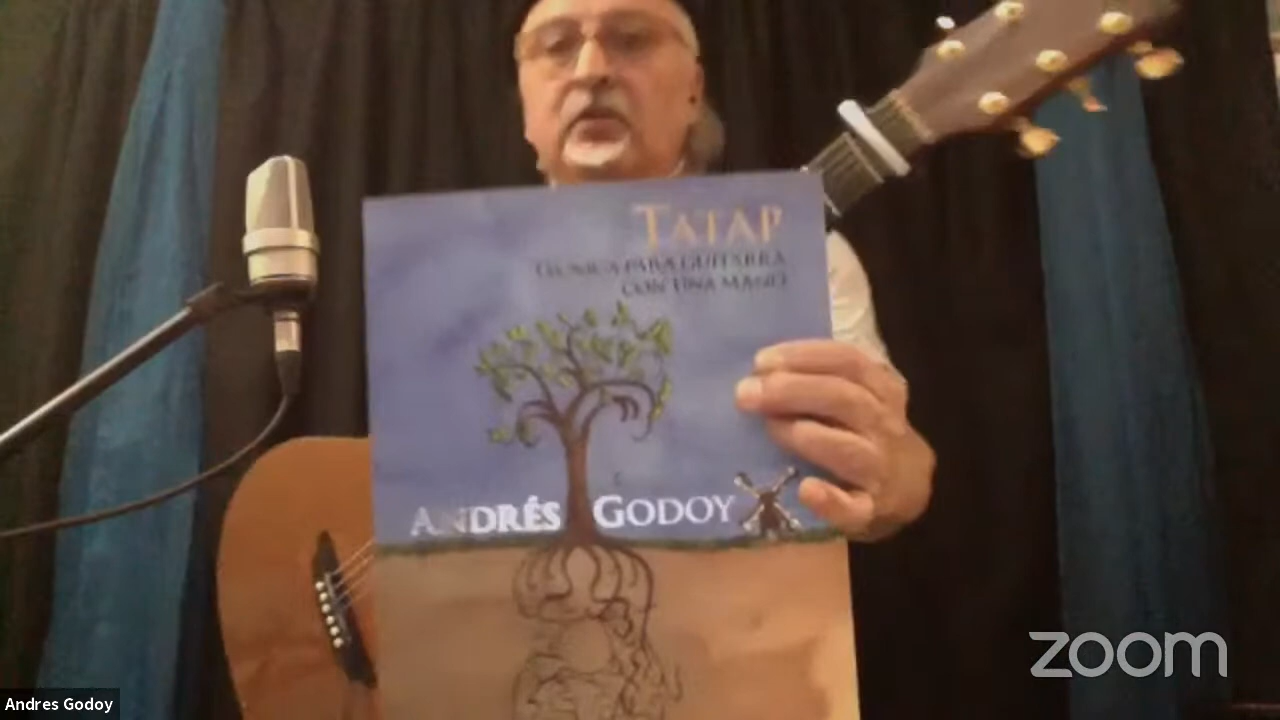 TATAP
TÉCNICA PARA GUITARRA
CON UNA MANO
ANDRÉS GODOY
zoom
Andres Godoy